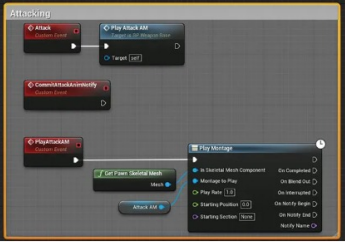 Attacking
Attack
Custom Event
Play Attack AM
Target is BP Weapon Base
Target self
CommitAttackAnimNotify
Custom Event
PlayAttackAM
Custom Event
Get Pawn Skeletal Mesh
Mesh
Attack AM
Play Montage
In Skeletal Mesh Component
Montage to Play
Play Rate 1.0
Starting Position 0.0
Starting Section None
On Completed
On Blend Out
On Interrupted
On Notify Begin
On Notify End
Notify Name